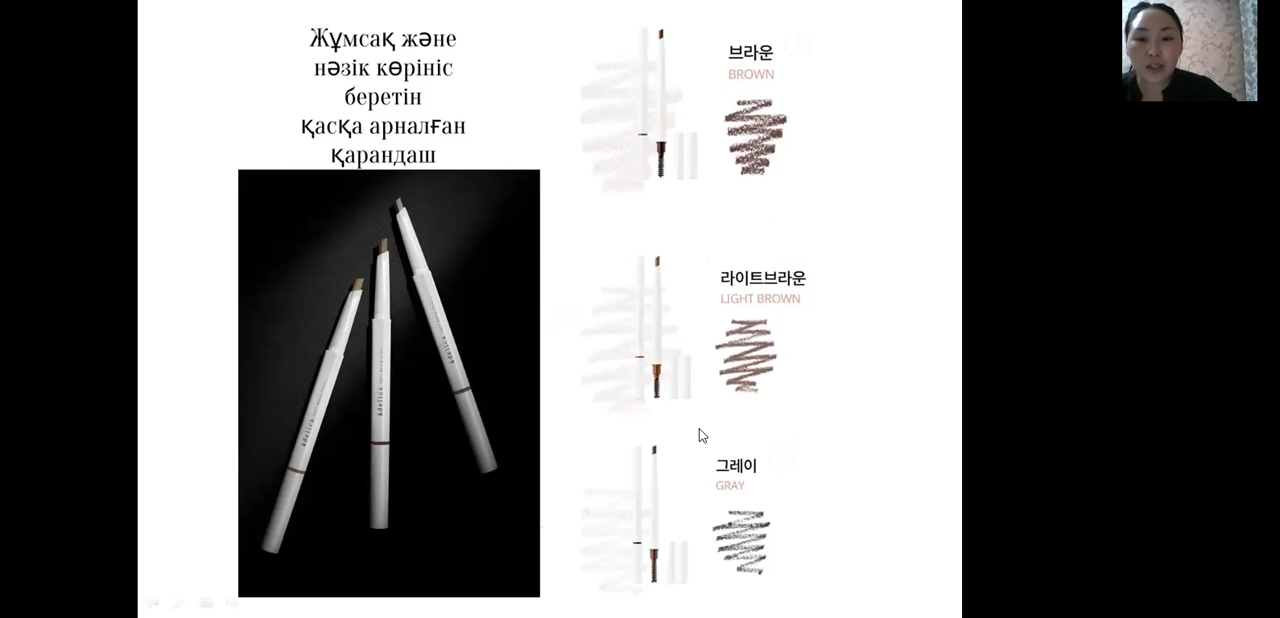 Жұмсақ және
нәзік көрініс
беретін
қасқа арналған
қарандаш
브라운
BROWN
라이트브라운
LIGHT BROWN
그레이
GRAY